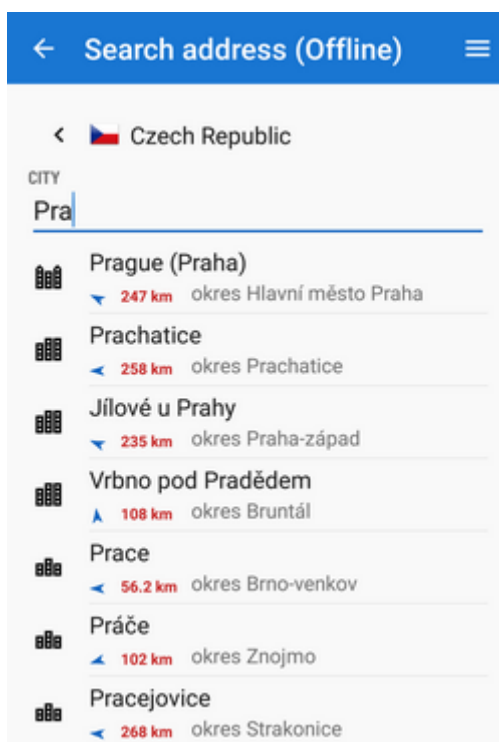 Search address (Offline)
Czech Republic
CITY
Pra
Prague (Praha)
247 km okres Hlavní město Praha
Prachatice
258 km okres Prachatice
Jílové u Prahy
235 km okres Praha-západ
Vrbno pod Pradědem
108 km okres Bruntál
Prace
56.2 km okres Brno-venkov
Práče
102 km okres Znojmo
Pracejovice
268 km okres Strakonice